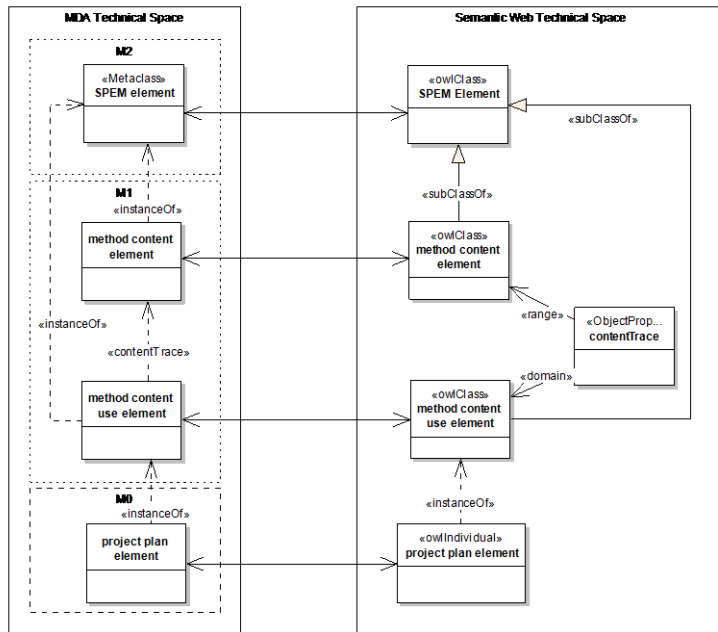 MDA Technical Space
Semantic Web Technical Space
M2
«Metaclass»
SPEM element
«owlClass»
SPEM Element
«subClassOf»
«subClassOf»
M1
«instanceOf»
method content
element
«owlClass»
method content
element
«instanceOf»
«range»
«ObjectProp...
contentTrace
«contentTrace»
«domain»
method content
use element
«owlClass»
method content
use element
M0
«instanceOf»
«instanceOf»
project plan
element
«owlIndividual»
project plan element